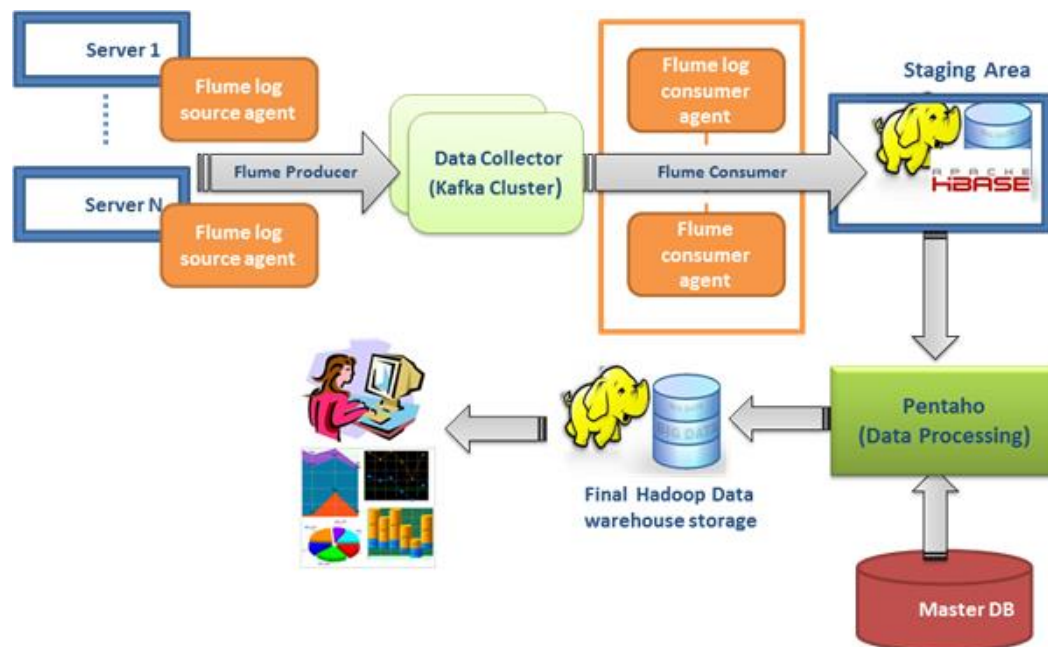 Server 1
Flume log
source agent
Server N
Flume log
source agent
Flume Producer
Data Collector
(Kafka Cluster)
Flume log
consumer
agent
Flume Consumer
Flume
consumer
agent
Staging Area
APACHE
HBASE
Pentaho
(Data Processing)
BIG DATA
Final Hadoop Data
warehouse storage
Master DB